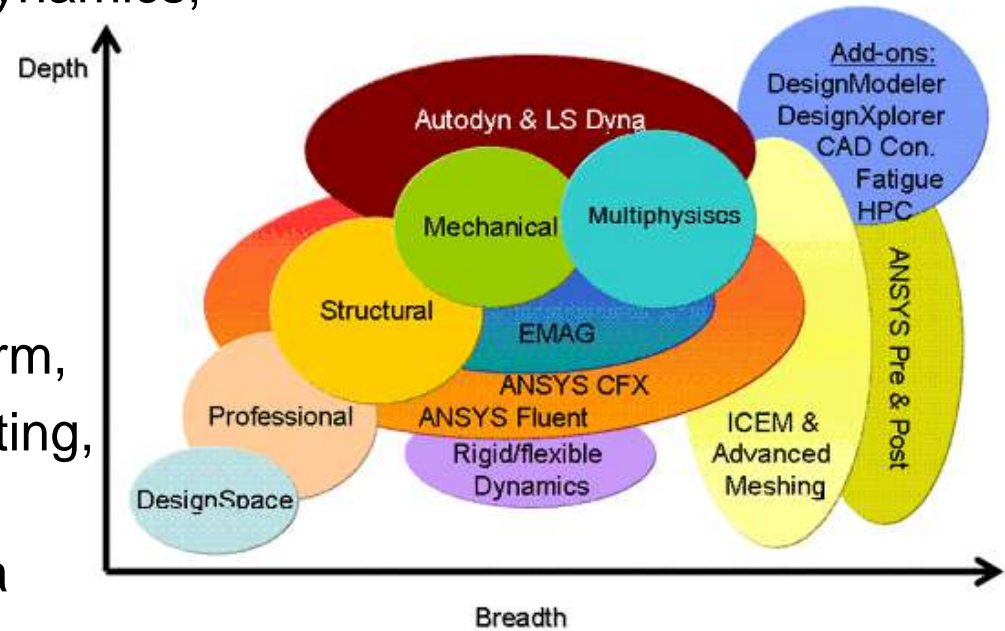 ynamics,
Depth
Add-ons:
DesignModeler
DesignXplorer
CAD Con.
Fatigue
HPC
Autodyn & LS Dyna
Mechanical
Multiphysiscs
Structural
EMAG
ANSYS CFX
ANSYS Fluent
Professional
Rigid/flexible
Dynamics
DesignSpace
ICEM &
Advanced
Meshing
ANSYS Pre & Post
rm,
ting,
a
Breadth